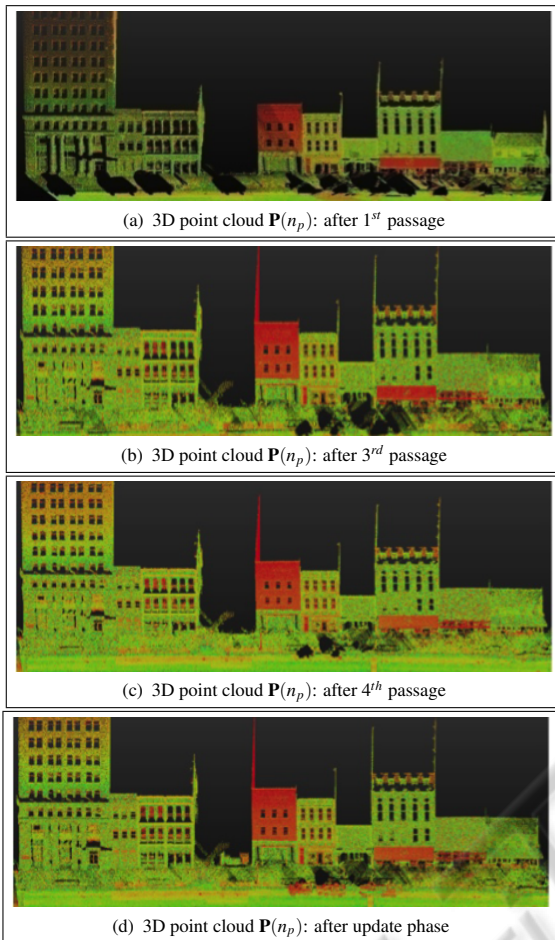 (a) 3D point cloud P(nₚ): after 1ˢᵗ passage
(b) 3D point cloud P(nₚ): after 3ʳᵈ passage
(c) 3D point cloud P(nₚ): after 4ᵗʰ passage
(d) 3D point cloud P(nₚ): after update phase